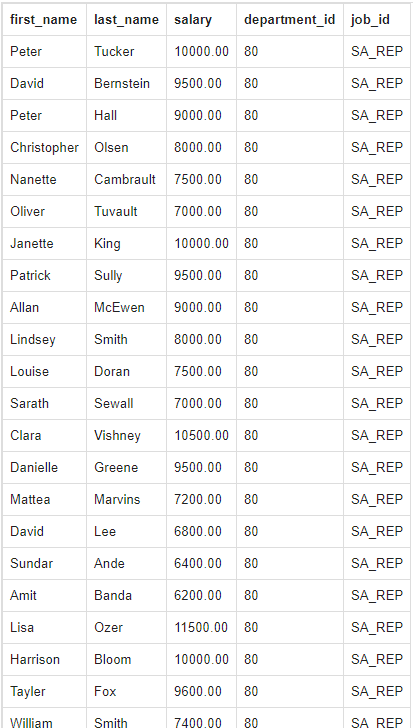 first_name last_name salary department_id job_id
Peter Tucker 10000.00 80 SA_REP
David Bernstein 9500.00 80 SA_REP
Peter Hall 9000.00 80 SA_REP
Christopher Olsen 8000.00 80 SA_REP
Nanette Cambrault 7500.00 80 SA_REP
Oliver Tuvault 7000.00 80 SA_REP
Janette King 10000.00 80 SA_REP
Patrick Sully 9500.00 80 SA_REP
Allan McEwen 9000.00 80 SA_REP
Lindsey Smith 8000.00 80 SA_REP
Louise Doran 7500.00 80 SA_REP
Sarath Sewall 7000.00 80 SA_REP
Clara Vishney 10500.00 80 SA_REP
Danielle Greene 9500.00 80 SA_REP
Mattea Marvins 7200.00 80 SA_REP
David Lee 6800.00 80 SA_REP
Sundar Ande 6400.00 80 SA_REP
Amit Banda 6200.00 80 SA_REP
Lisa Ozer 11500.00 80 SA_REP
Harrison Bloom 10000.00 80 SA_REP
Tayler Fox 9600.00 80 SA_REP
William Smith 7400.00 80 SA_REP